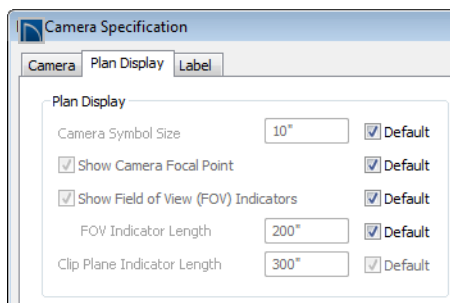 Camera Specification
Camera Plan Display Label
Plan Display
Camera Symbol Size 10" Default
Show Camera Focal Point Default
Show Field of View (FOV) Indicators Default
FOV Indicator Length 200" Default
Clip Plane Indicator Length 300" Default